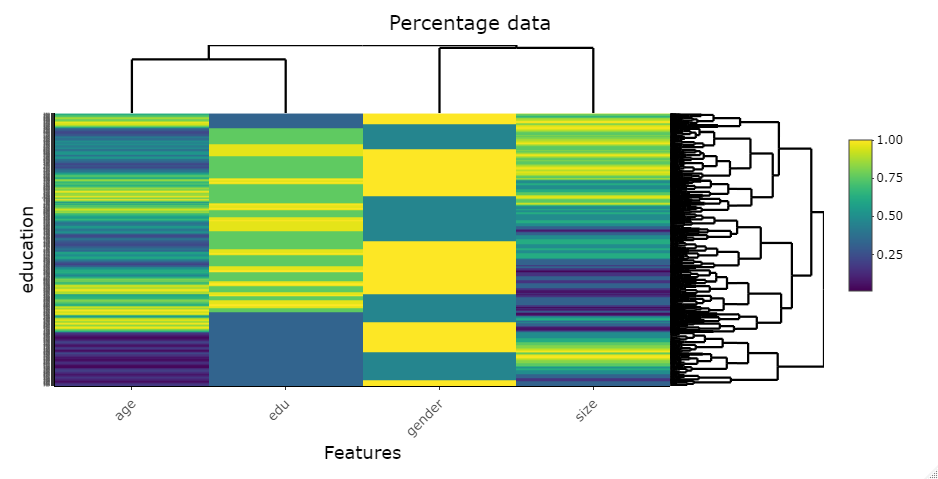 Percentage data
education
1.00
0.75
0.50
0.25
age
edu
gender
size
Features